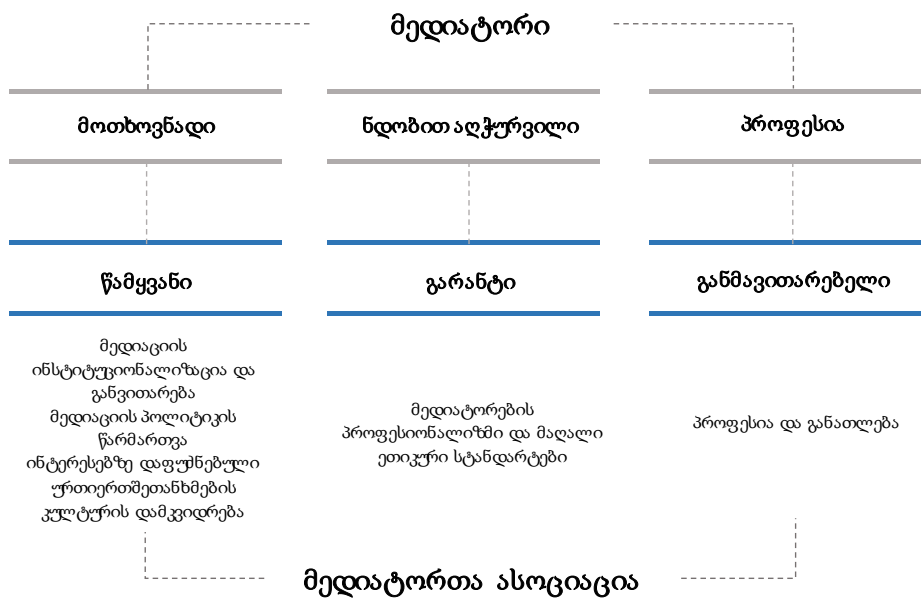 მედიატორი
მოთხოვნადი
ნდობით აღჭურვილი
პროფესია
წამყვანი
გარანტი
განმავითარებელი
მედიაციის
ინსტიტუციონალიზაცია და
განვითარება
მედიაციის პოლიტიკის
წარმართვა
ინტერესებზე დაფუძნებული
ურთიერთშეთანხმების
კულტურის დამკვიდრება
მედიატორების
პროფესიონალიზმი და მაღალი
ეთიკური სტანდარტები
პროფესია და განათლება
მედიატორთა ასოციაცია